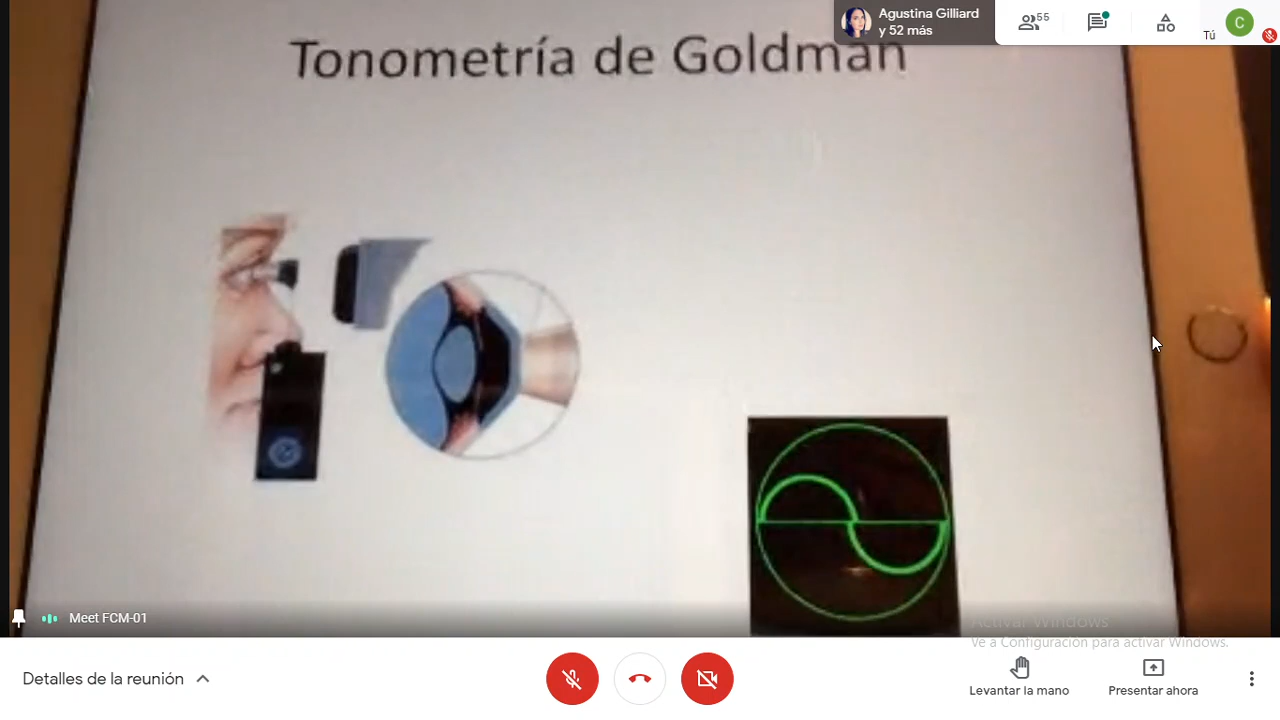 Agustina Gilliard
y 52 más
55
Tú
C
Tonometría de Goldman
Meet FCM-01
Activar Windows
Ve a Configuración para activar Windows.
Detalles de la reunión
Levantar la mano
Presentar ahora